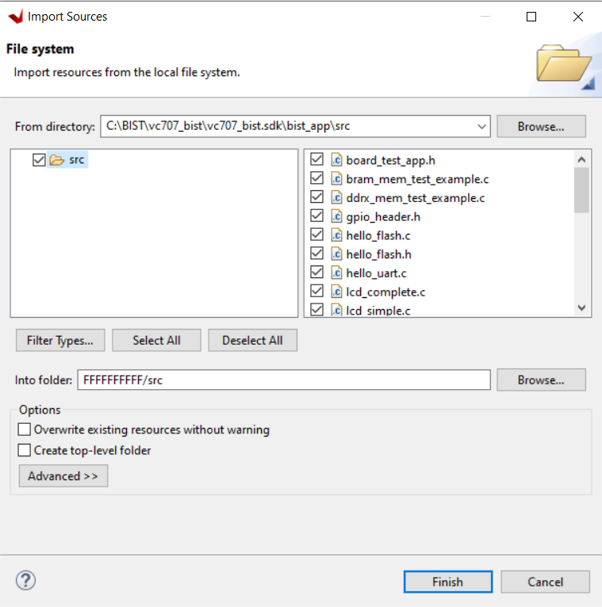 Import Sources
File system
Import resources from the local file system.
From directory: C:\BIST\vc707_bist\vc707_bist.sdk\bist_app\src Browse...
src
board_test_app.h
bram_mem_test_example.c
ddrx_mem_test_example.c
gpio_header.h
hello_flash.c
hello_flash.h
hello_uart.c
lcd_complete.c
lcd_simple.c
Filter Types... Select All Deselect All
Into folder: FFFFFFFFFF/src Browse...
Options
Overwrite existing resources without warning
Create top-level folder
Advanced >>
? Finish Cancel